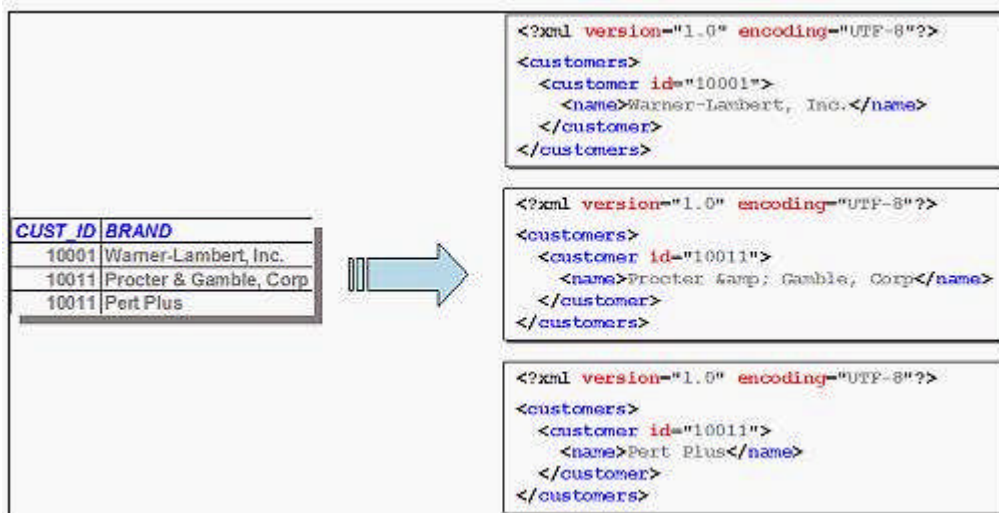 CUST_ID BRAND
10001 Warner-Lambert, Inc.
10011 Procter & Gamble, Corp
10011 Pert Plus
<?xml version="1.0" encoding="UTF-8"?>
<customers>
<customer id="10001">
<name>Warner-Lambert, Inc.</name>
</customer>
</customers>
<?xml version="1.0" encoding="UTF-8"?>
<customers>
<customer id="10011">
<name>Procter &amp; Gamble, Corp</name>
</customer>
</customers>
<?xml version="1.0" encoding="UTF-8"?>
<customers>
<customer id="10011">
<name>Pert Plus</name>
</customer>
</customers>